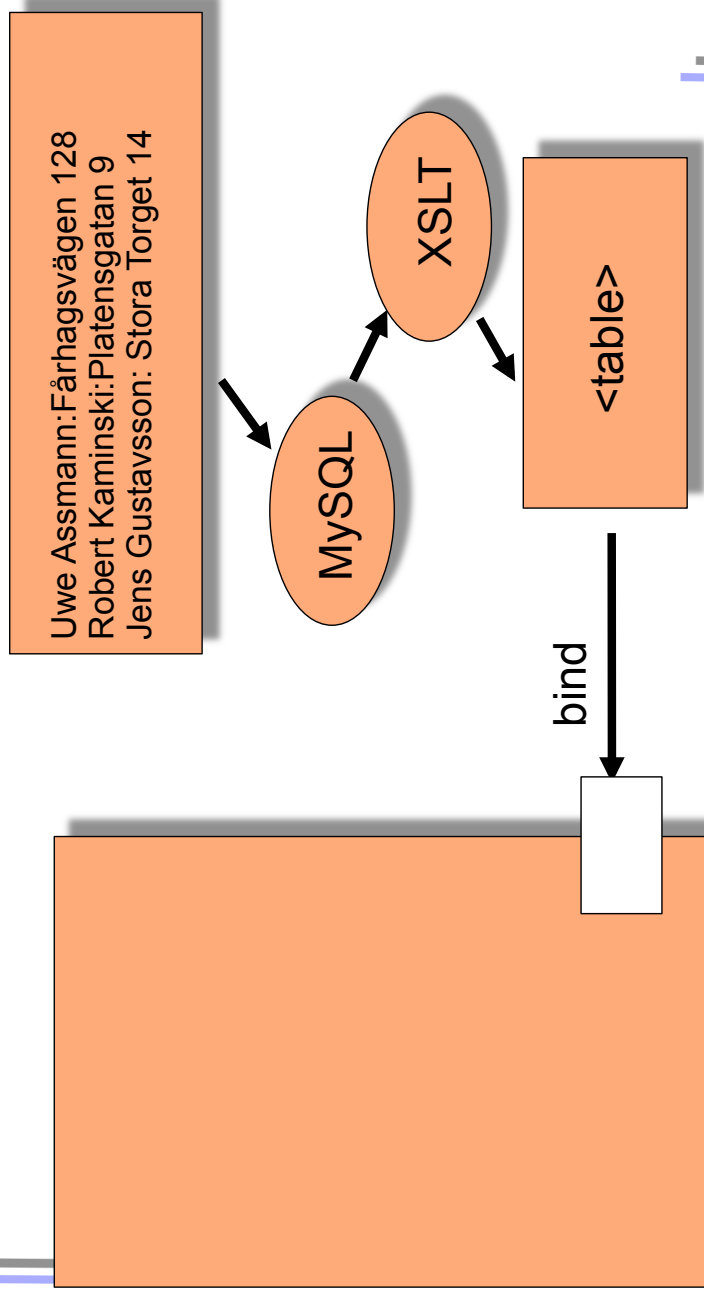 Uwe Assmann:Fårhagsvägen 128
Robert Kaminski:Platensgatan 9
Jens Gustavsson: Stora Torget 14
MySQL
XSLT
<table>
bind